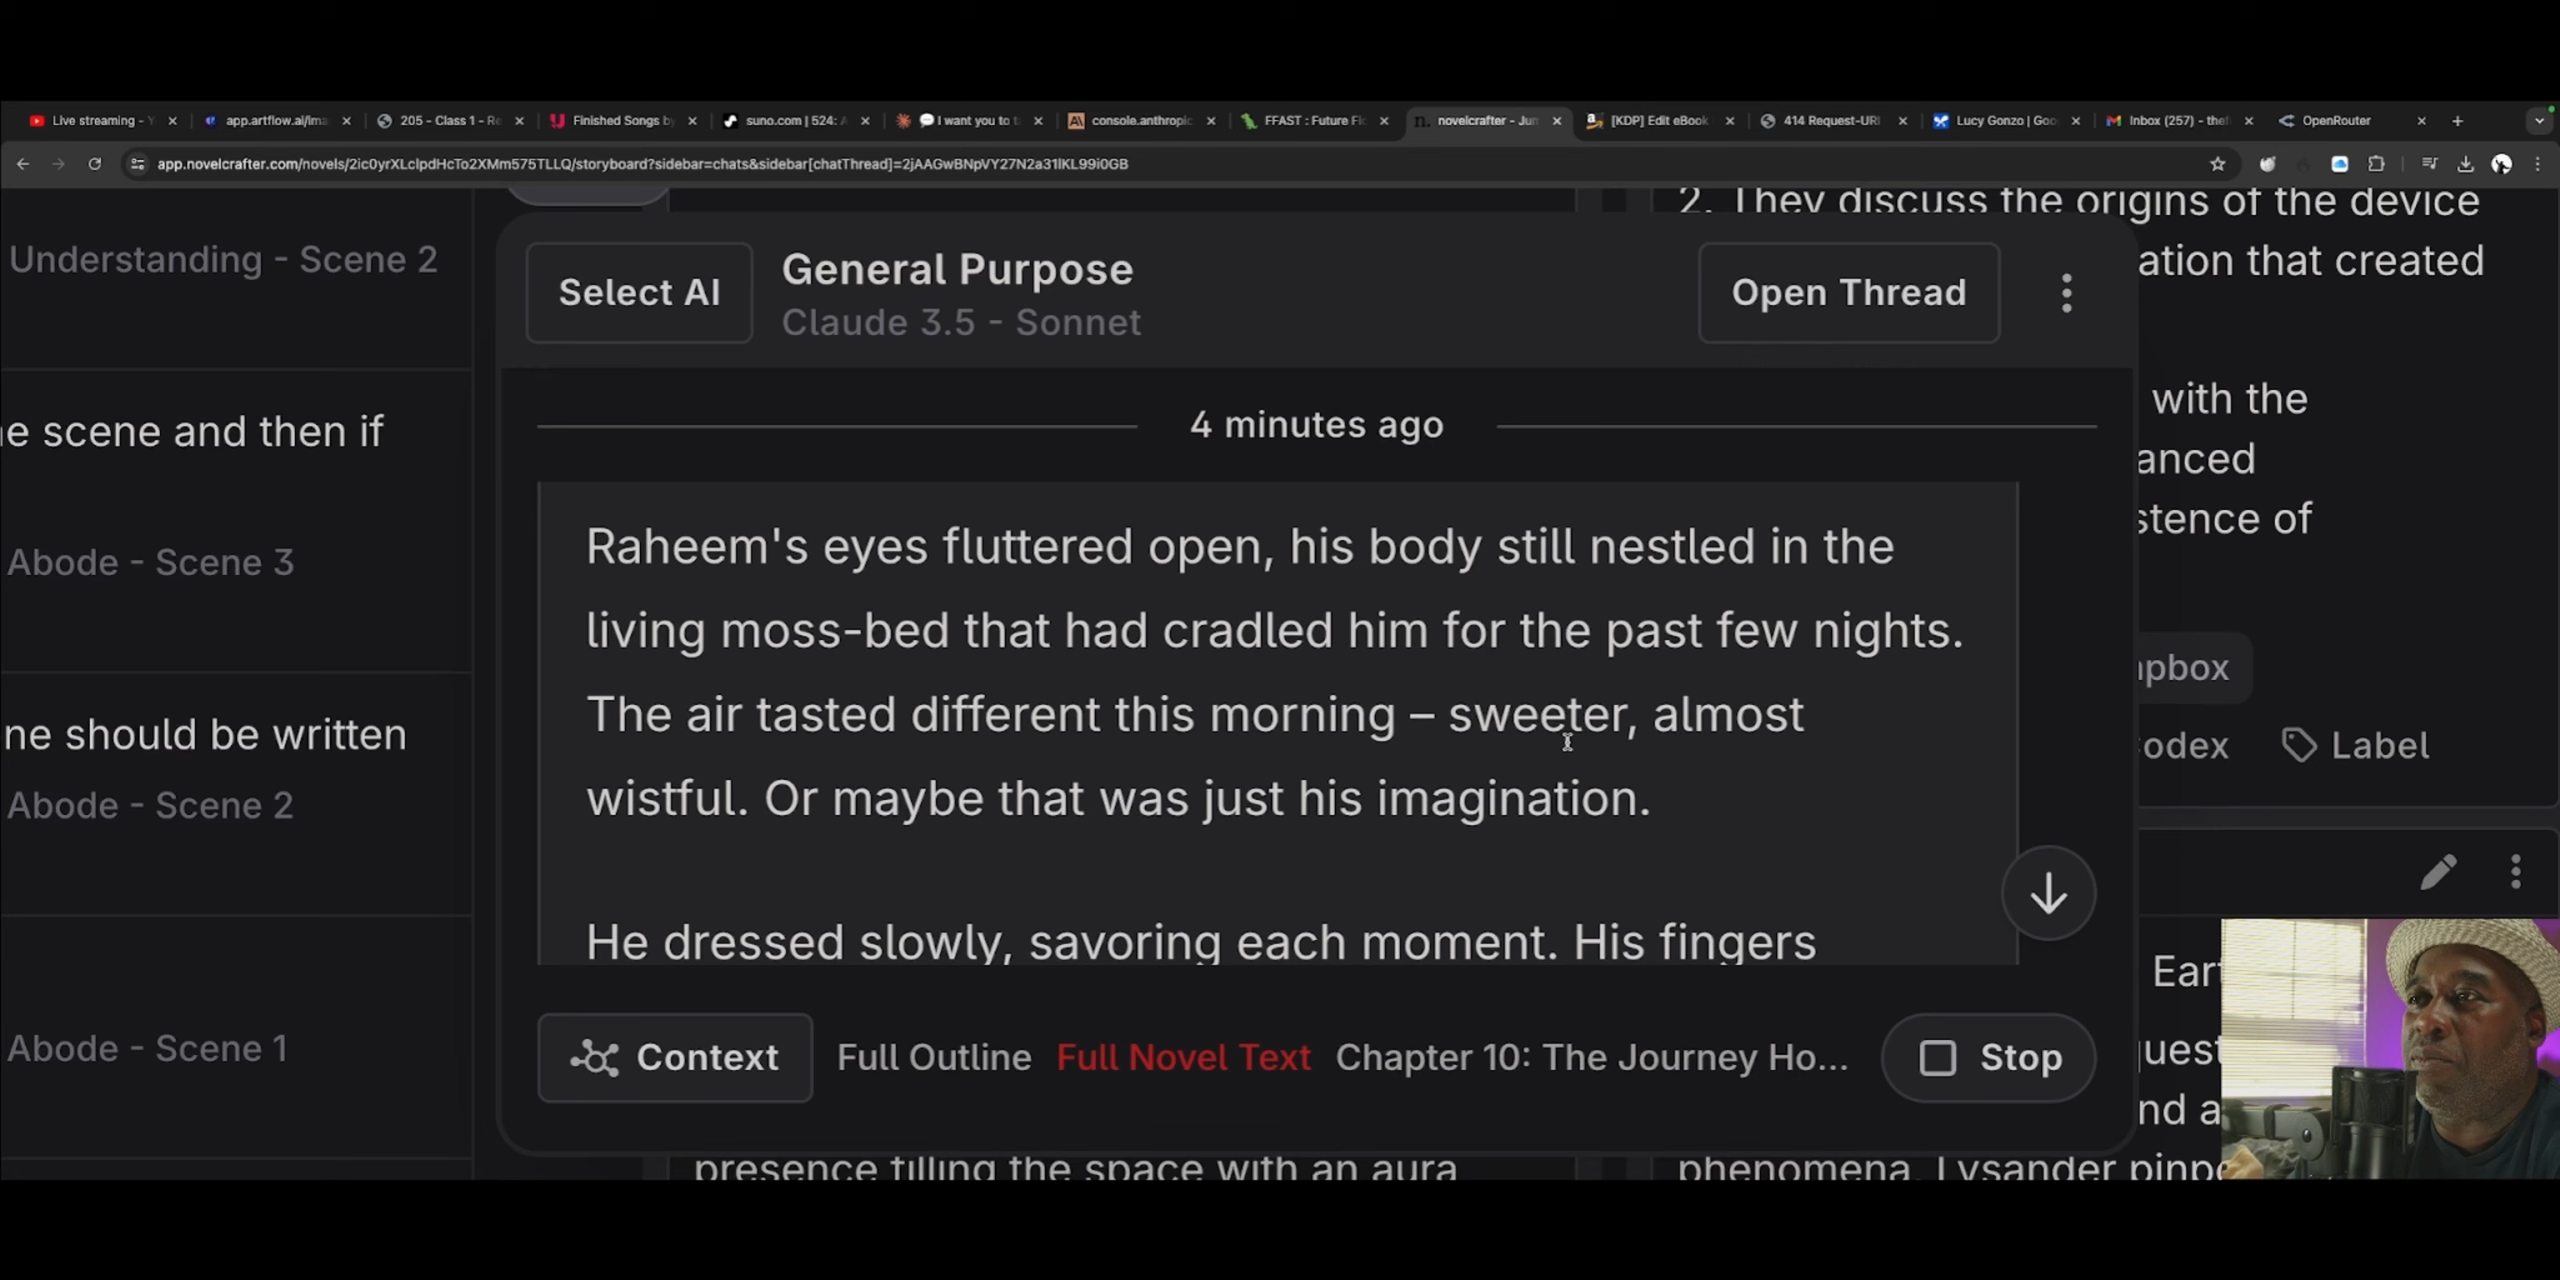 Live streaming - Y
app.artflow.ai/ima
205 - Class 1 - Re
Finished Songs by
suno.com | 524: A
I want you to t
console.anthropic
FFAST : Future Fic
novelcrafter - Jun
[KDP] Edit eBook
414 Request-URI
Lucy Gonzo | Goo
Inbox (257) - thef
OpenRouter
app.novelcrafter.com/novels/2ic0yrXLclpdHcTo2XMm575TLLQ/storyboard?sidebar=chats&sidebar[chatThread]=2jAAGwBNpVY27N2a31lKL99i0GB
Understanding - Scene 2
e scene and then if
Abode - Scene 3
ne should be written
Abode - Scene 2
Abode - Scene 1
Select AI
General Purpose
Claude 3.5 - Sonnet
Open Thread
4 minutes ago
Raheem's eyes fluttered open, his body still nestled in the
living moss-bed that had cradled him for the past few nights.
The air tasted different this morning – sweeter, almost
wistful. Or maybe that was just his imagination.
He dressed slowly, savoring each moment. His fingers
Context
Full Outline
Full Novel Text
Chapter 10: The Journey Ho...
Stop
presence filling the space with an aura
2. They discuss the origins of the device
ation that created
with the
anced
stence of
pbox
odex
Label
Ear
uest
nd a
phenomena. Lysander pinp